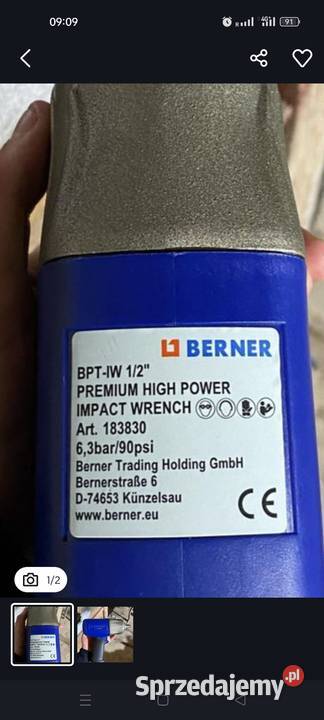 09:09
4G
91
BERNER
BPT-IW 1/2"
PREMIUM HIGH POWER
IMPACT WRENCH
Art. 183830
6,3bar/90psi
Berner Trading Holding GmbH
Bernerstraße 6
D-74653 Künzelsau
www.berner.eu
CE
1/2
Sprzedajemy.pl